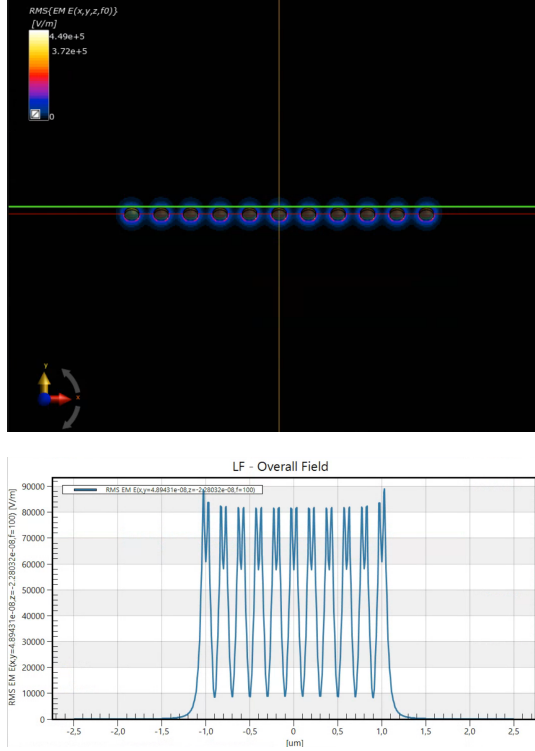 RMS{EM E(x,y,z,f0)}
[V/m]
4.49e+5
3.72e+5
0
y
x
LF - Overall Field
RMS EM E(x,y=4.89431e-08,z=-2.28032e-08,f=100)
RMS EM E(x,y=4.89431e-08,z=-2.28032e-08,f=100) [V/m]
90000
80000
70000
60000
50000
40000
30000
20000
10000
0
-2,5 -2,0 -1,5 -1,0 -0,5 0 0,5 1,0 1,5 2,0 2,5
[um]